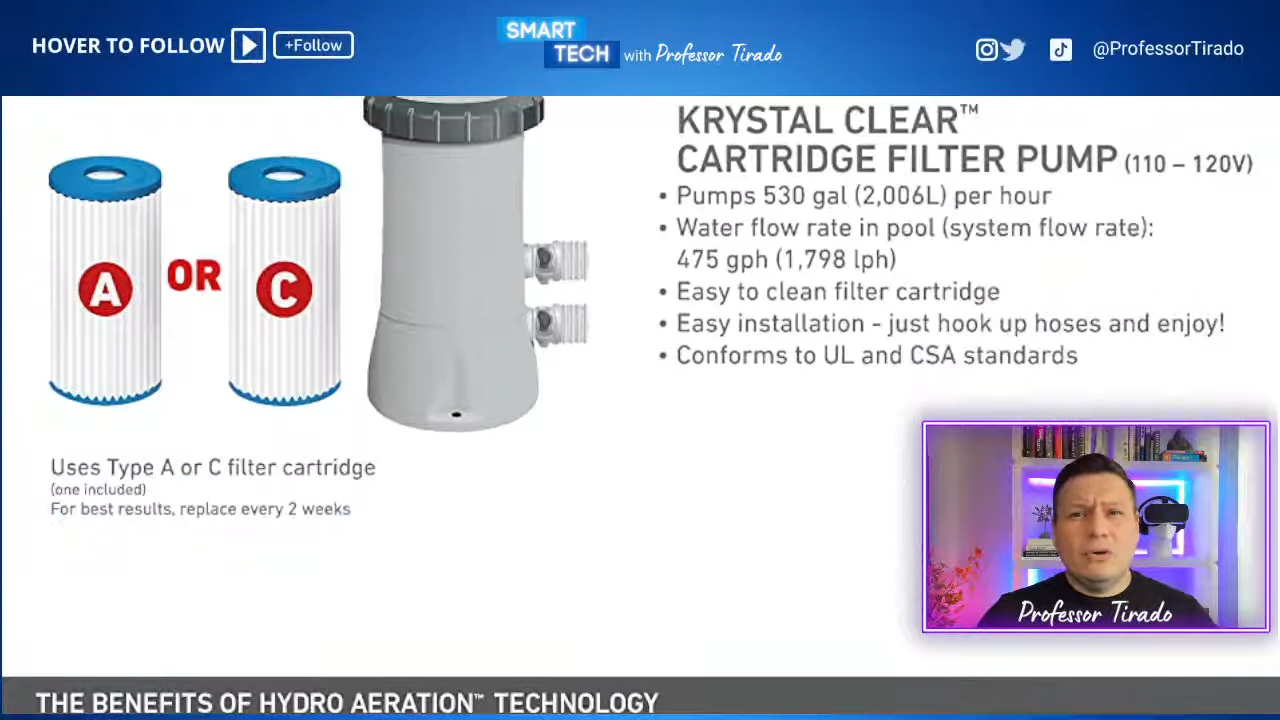 HOVER TO FOLLOW
+Follow
SMART
TECH with Professor Tirado
@ProfessorTirado
KRYSTAL CLEAR™
CARTRIDGE FILTER PUMP (110 – 120V)
• Pumps 530 gal (2,006L) per hour
• Water flow rate in pool (system flow rate):
475 gph (1,798 lph)
• Easy to clean filter cartridge
• Easy installation - just hook up hoses and enjoy!
• Conforms to UL and CSA standards
A OR C
Uses Type A or C filter cartridge
(one included)
For best results, replace every 2 weeks
Professor Tirado
THE BENEFITS OF HYDRO AERATION™ TECHNOLOGY